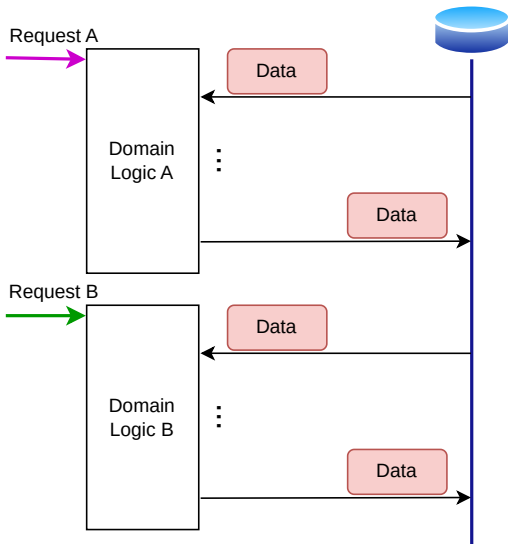 Request A
Data
Domain
Logic A
⋮
Data
Request B
Data
Domain
Logic B
⋮
Data